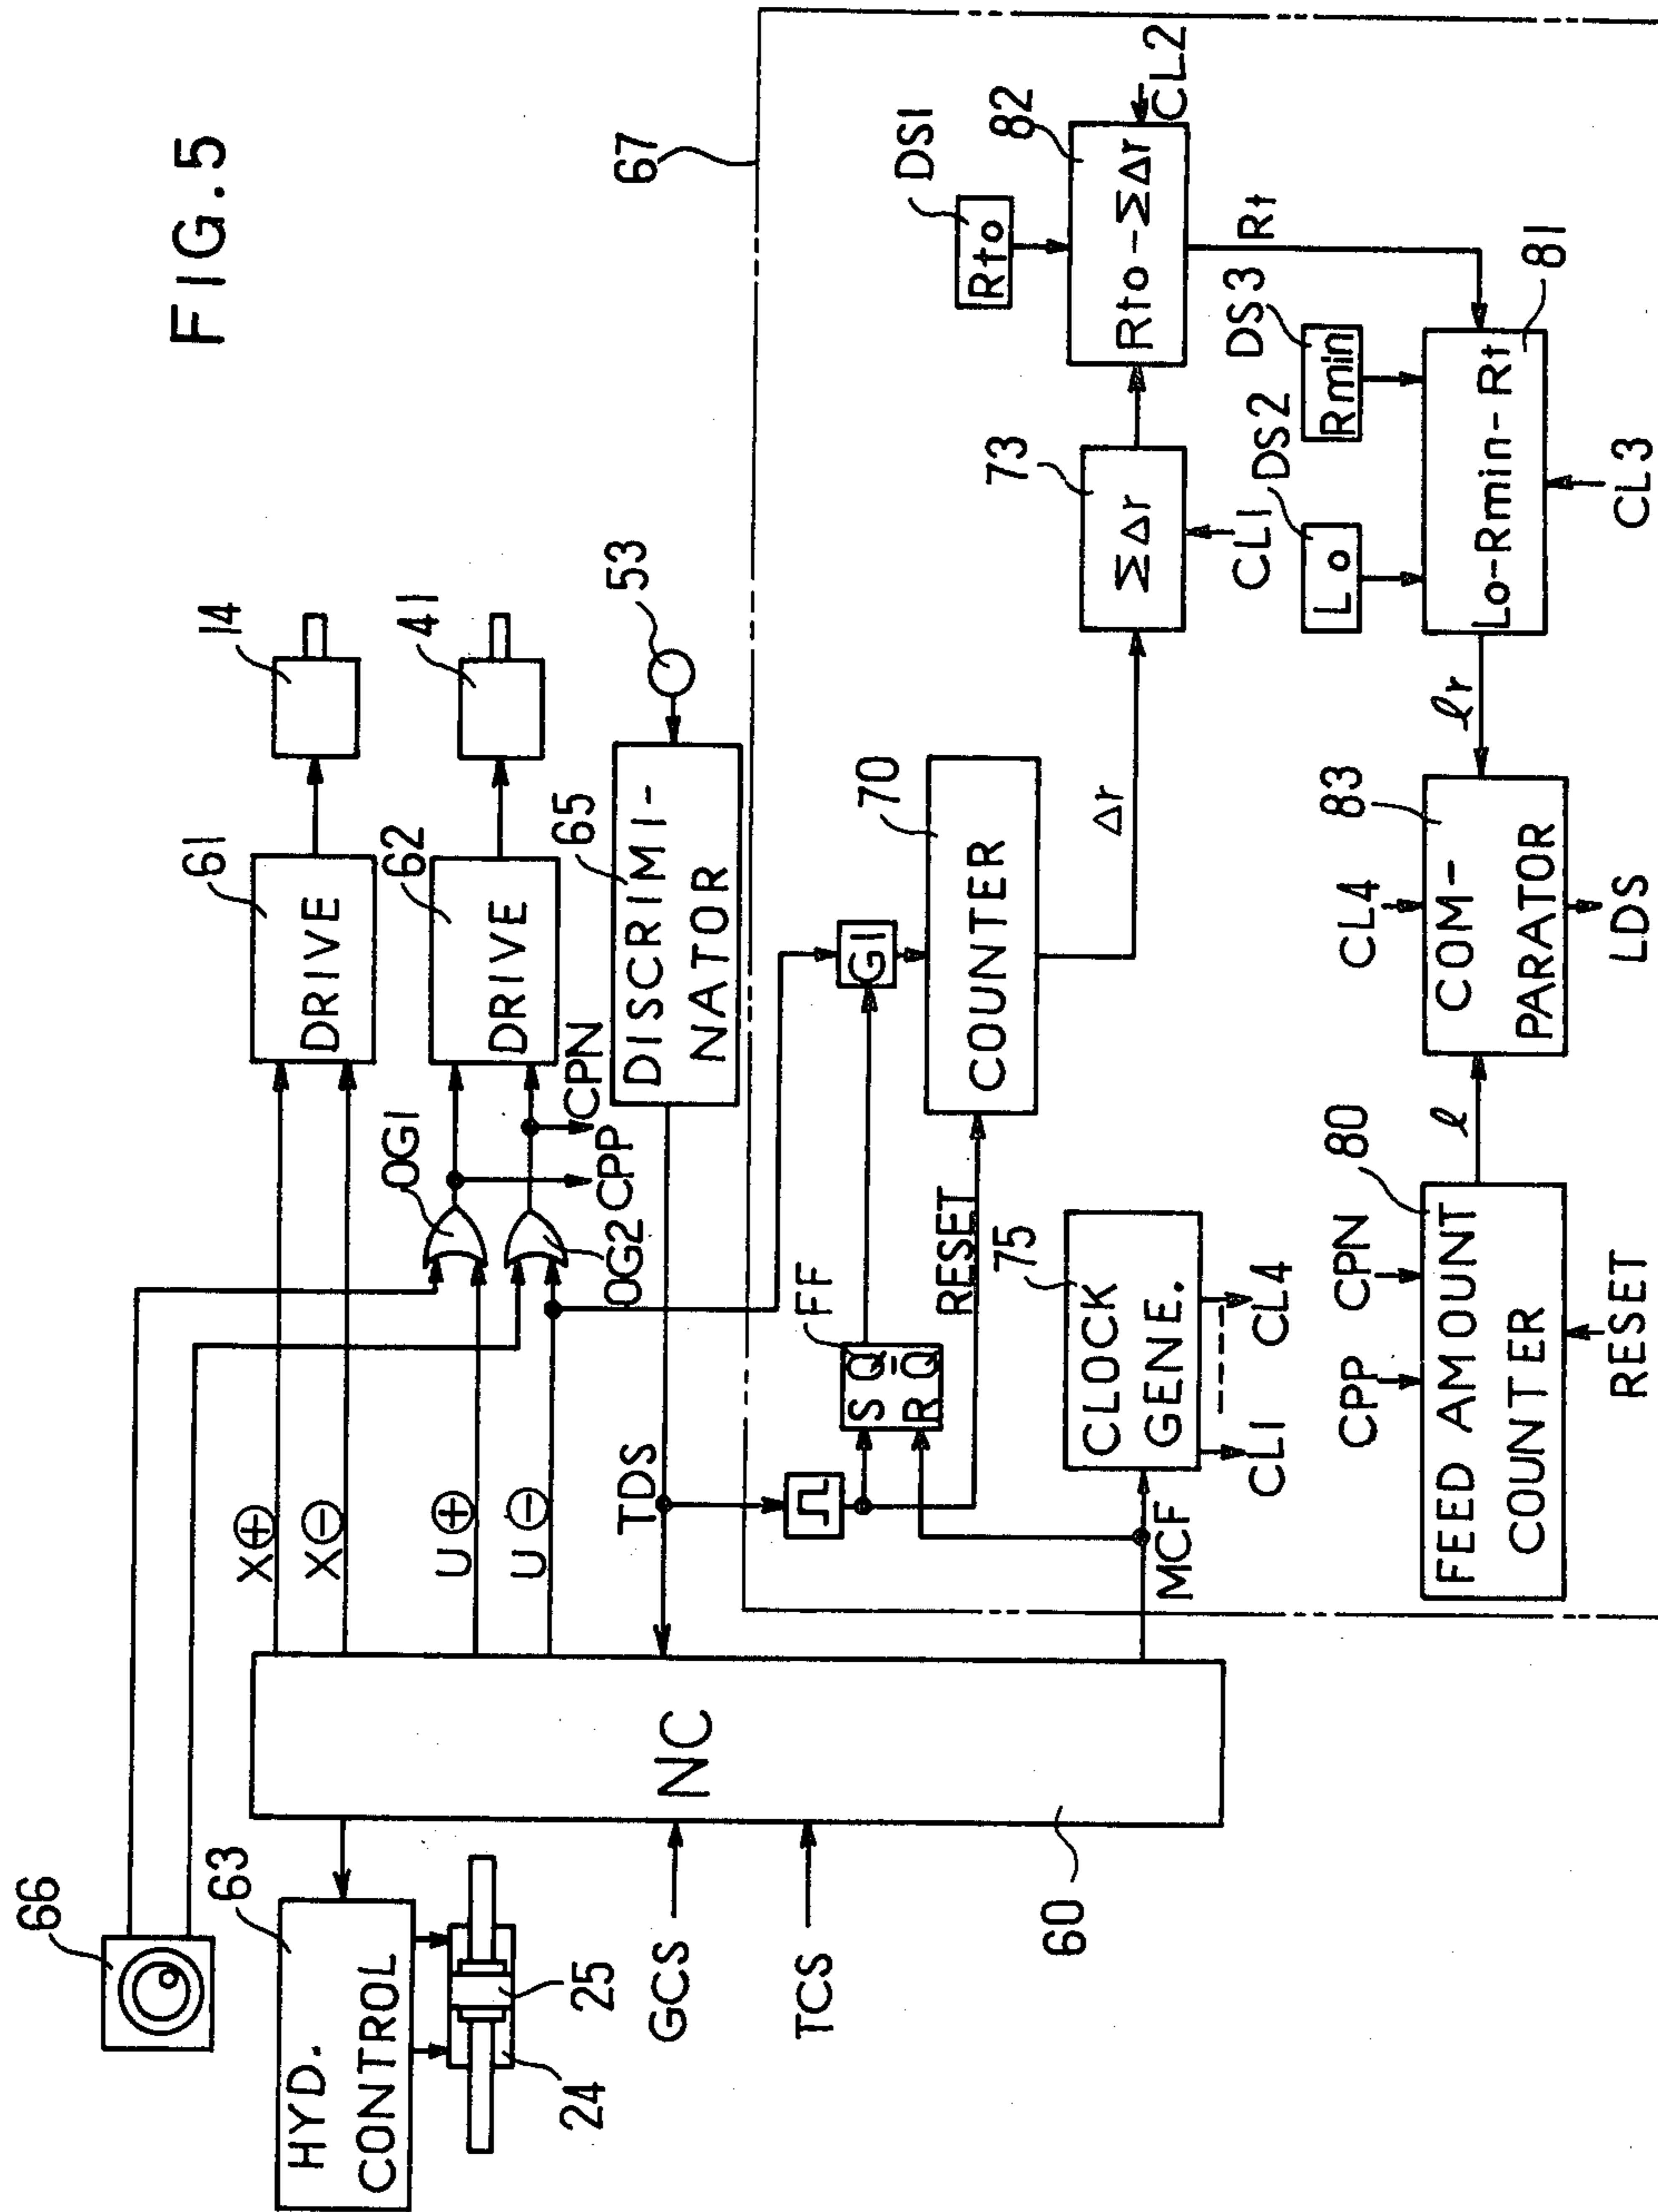 FIG.5
66
63
HYD.
CONTROL
24
25
GCS
TCS
NC
60
X⊕
X⊖
U⊕
U⊖
TDS
MCF
OG1
OG2
CPP
CPN
61
DRIVE
14
62
DRIVE
41
65
DISCRIMI-
NATOR
53
67
FF
S Q
R Q̅
RESET
G1
70
COUNTER
Δr
75
CLOCK
GENE.
CL1
CL4
73
ΣΔr
CL1
DS1
Rto
82
Rto-ΣΔr
CL2
Rt
DS2
Lo
DS3
Rmin
81
Lo-Rmin-Rt
CL3
ℓr
CL4
83
COM-
PARATOR
LDS
ℓ
80
CPP
CPN
FEED AMOUNT
COUNTER
RESET